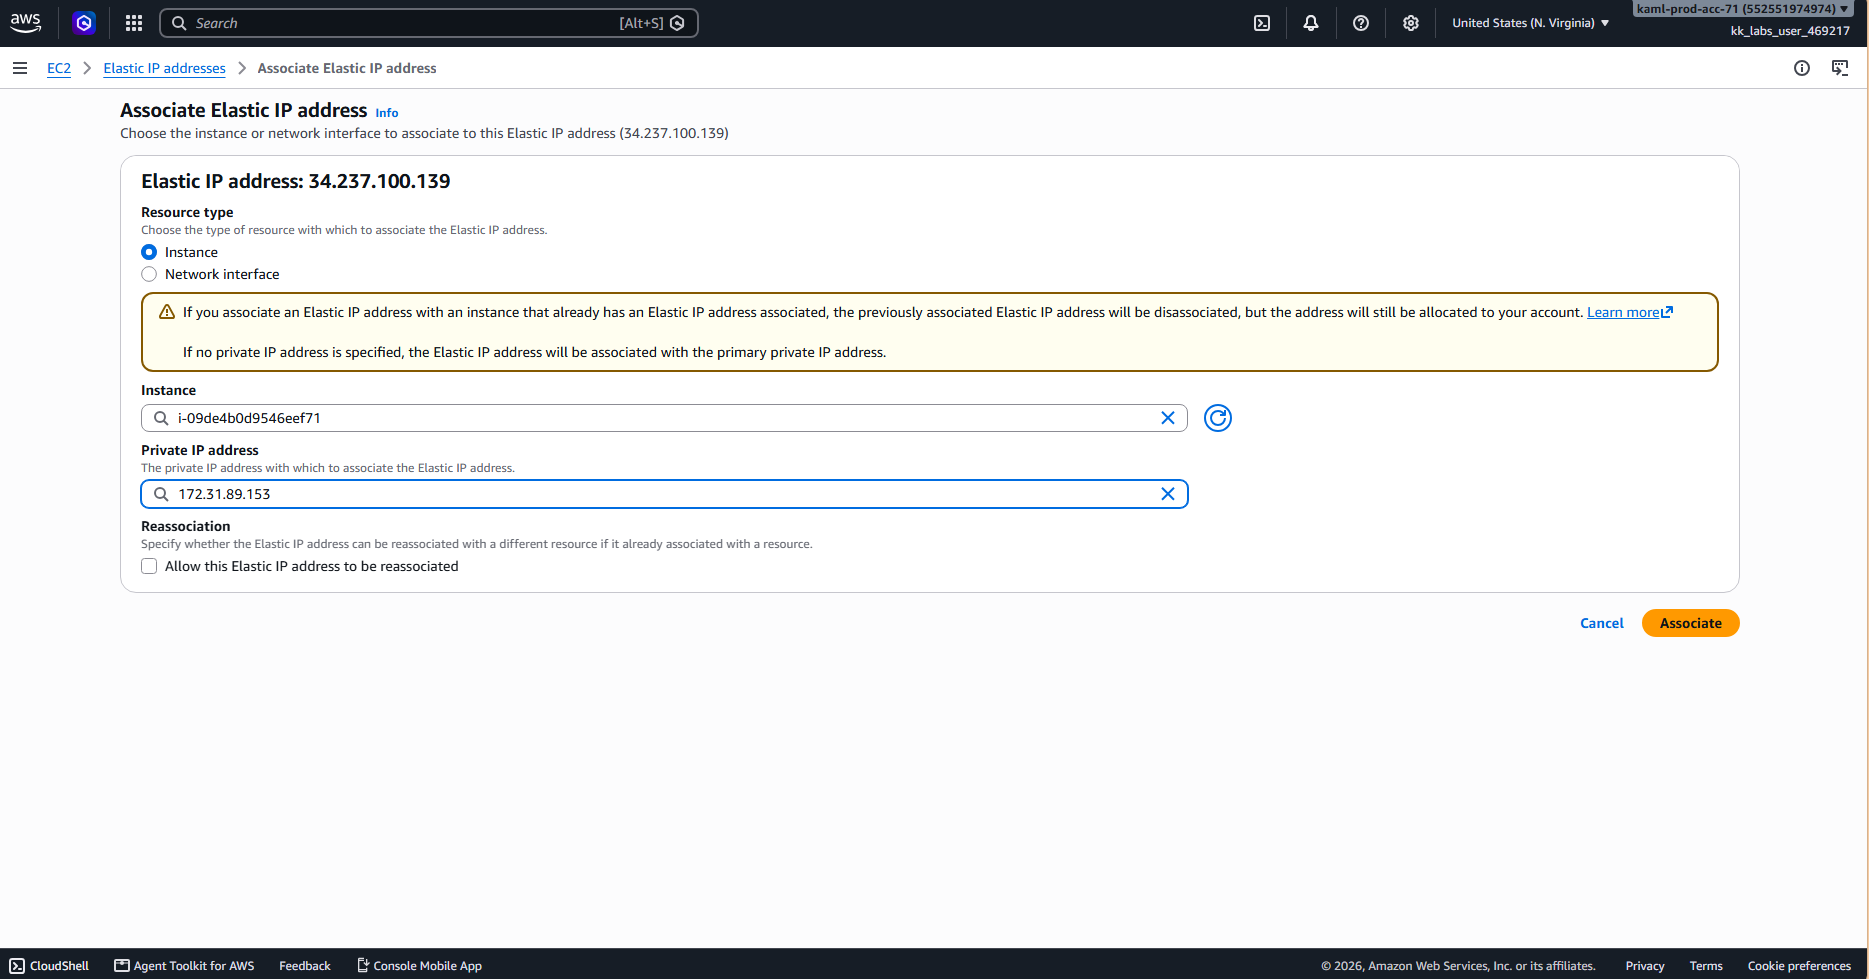 aws
Search [Alt+S]
United States (N. Virginia)
kaml-prod-acc-71 (552551974974)
kk_labs_user_469217
EC2 Elastic IP addresses Associate Elastic IP address
Associate Elastic IP address Info
Choose the instance or network interface to associate to this Elastic IP address (34.237.100.139)
Elastic IP address: 34.237.100.139
Resource type
Choose the type of resource with which to associate the Elastic IP address.
Instance
Network interface
If you associate an Elastic IP address with an instance that already has an Elastic IP address associated, the previously associated Elastic IP address will be disassociated, but the address will still be allocated to your account. Learn more
If no private IP address is specified, the Elastic IP address will be associated with the primary private IP address.
Instance
i-09de4b0d9546eef71
Private IP address
The private IP address with which to associate the Elastic IP address.
172.31.89.153
Reassociation
Specify whether the Elastic IP address can be reassociated with a different resource if it already associated with a resource.
Allow this Elastic IP address to be reassociated
Cancel Associate
CloudShell Agent Toolkit for AWS Feedback Console Mobile App © 2026, Amazon Web Services, Inc. or its affiliates. Privacy Terms Cookie preferences